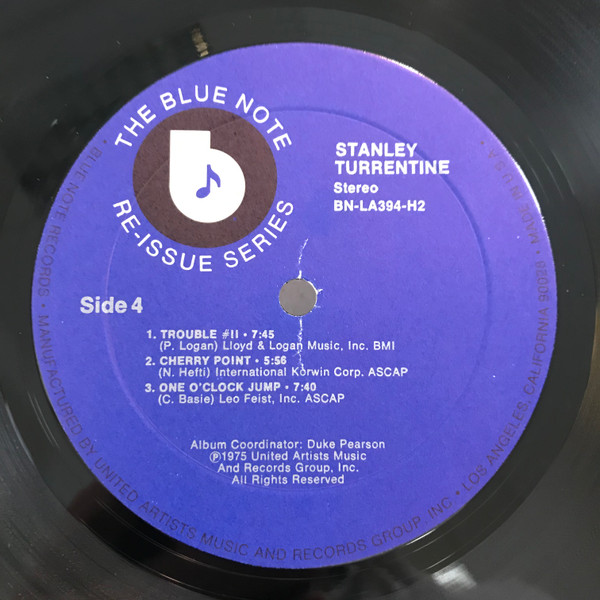 THE BLUE NOTE
RE-ISSUE SERIES
STANLEY
TURRENTINE
Stereo
BN-LA394-H2
Side 4
1. TROUBLE #II • 7:45
(P. Logan) Lloyd & Logan Music, Inc. BMI
2. CHERRY POINT • 5:56
(N. Hefti) International Korwin Corp. ASCAP
3. ONE O'CLOCK JUMP • 7:40
(C. Basie) Leo Feist, Inc. ASCAP
Album Coordinator: Duke Pearson
℗1975 United Artists Music
And Records Group, Inc.
All Rights Reserved
• BLUE NOTE RECORDS • MANUFACTURED BY UNITED ARTISTS MUSIC AND RECORDS GROUP, INC • LOS ANGELES, CALIFORNIA 90028 • MADE IN U.S.A. •